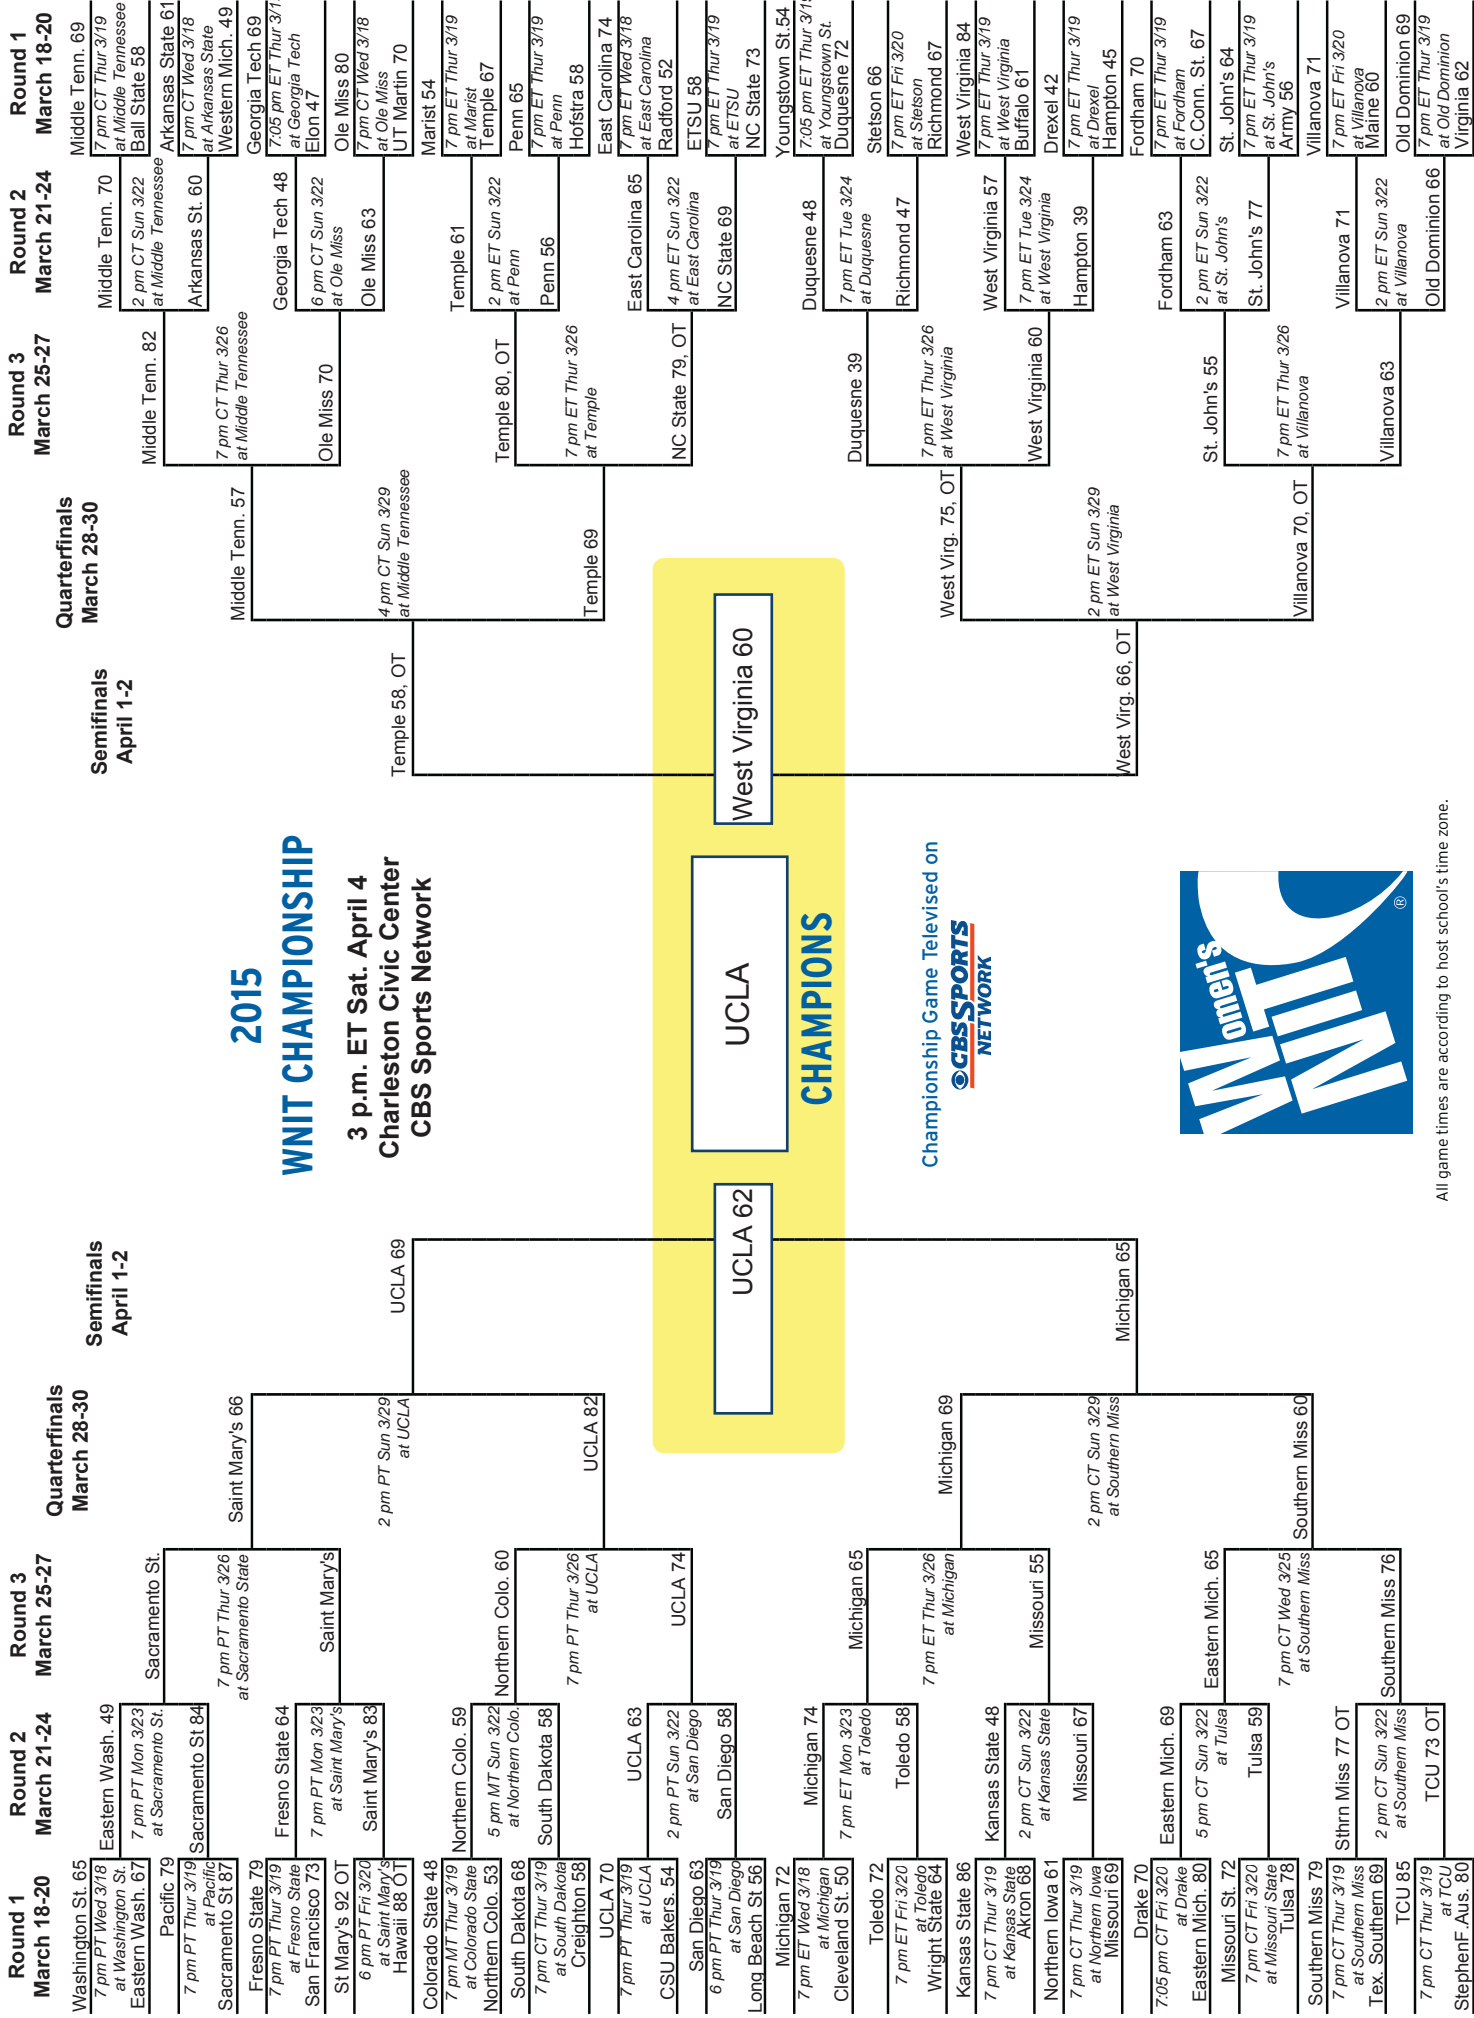 Round 1
March 18-20
Round 2
March 21-24
Round 3
March 25-27
Quarterfinals
March 28-30
Semifinals
April 1-2
Semifinals
April 1-2
Quarterfinals
March 28-30
Round 3
March 25-27
Round 2
March 21-24
Round 1
March 18-20
Washington St. 65
7 pm PT Wed 3/18
at Washington St.
Eastern Wash. 67
Pacific 79
7 pm PT Thur 3/19
at Pacific
Sacramento St 87
Fresno State 79
7 pm PT Thur 3/19
at Fresno State
San Francisco 73
St Mary's 92 OT
6 pm PT Fri 3/20
at Saint Mary's
Hawaii 88 OT
Colorado State 48
7 pm MT Thur 3/19
at Colorado State
Northern Colo. 53
South Dakota 68
7 pm CT Thur 3/19
at South Dakota
Creighton 58
UCLA 70
7 pm PT Thur 3/19
at UCLA
CSU Bakers. 54
San Diego 63
6 pm PT Thur 3/19
at San Diego
Long Beach St 56
Michigan 72
7 pm ET Wed 3/18
at Michigan
Cleveland St. 50
Toledo 72
7 pm ET Fri 3/20
at Toledo
Wright State 64
Kansas State 86
7 pm CT Thur 3/19
at Kansas State
Akron 68
Northern Iowa 61
7 pm CT Thur 3/19
at Northern Iowa
Missouri 69
Drake 70
7:05 pm CT Fri 3/20
at Drake
Eastern Mich. 80
Missouri St. 72
7 pm CT Fri 3/20
at Missouri State
Tulsa 78
Southern Miss 79
7 pm CT Thur 3/19
at Southern Miss
Tex. Southern 69
TCU 85
7 pm CT Thur 3/19
at TCU
StephenF .Aus. 80
Eastern Wash. 49
7 pm PT Mon 3/23
at Sacramento St.
Sacramento St 84
Fresno State 64
7 pm PT Mon 3/23
at Saint Mary's
Saint Mary's 83
Northern Colo. 59
5 pm MT Sun 3/22
at Northern Colo.
South Dakota 58
UCLA 63
2 pm PT Sun 3/22
at San Diego
San Diego 58
Michigan 74
7 pm ET Mon 3/23
at Toledo
Toledo 58
Kansas State 48
2 pm CT Sun 3/22
at Kansas State
Missouri 67
Eastern Mich. 69
5 pm CT Sun 3/22
at Tulsa
Tulsa 59
Sthrn Miss 77 OT
2 pm CT Sun 3/22
at Southern Miss
TCU 73 OT
Sacramento St.
7 pm PT Thur 3/26
at Sacramento State
Saint Mary's
Northern Colo. 60
7 pm PT Thur 3/26
at UCLA
UCLA 74
Michigan 65
7 pm ET Thur 3/26
at Michigan
Missouri 55
Eastern Mich. 65
7 pm CT Wed 3/25
at Southern Miss
Southern Miss 76
Saint Mary's 66
2 pm PT Sun 3/29
at UCLA
UCLA 82
Michigan 69
2 pm CT Sun 3/29
at Southern Miss
Southern Miss 60
UCLA 69
Michigan 65
2015
WNIT CHAMPIONSHIP
3 p.m. ET Sat. April 4
Charleston Civic Center
CBS Sports Network
UCLA 62
UCLA
West Virginia 60
CHAMPIONS
Championship Game Televised on
CBS SPORTS
NETWORK
Women's
NIT
®
All game times are according to host school's time zone.
Temple 58, OT
West Virg. 66, OT
Middle Tenn. 57
4 pm CT Sun 3/29
at Middle Tennessee
Temple 69
West Virg. 75, OT
2 pm ET Sun 3/29
at West Virginia
Villanova 70, OT
Middle Tenn. 82
7 pm CT Thur 3/26
at Middle Tennessee
Ole Miss 70
Temple 80, OT
7 pm ET Thur 3/26
at Temple
NC State 79, OT
Duquesne 39
7 pm ET Thur 3/26
at West Virginia
West Virginia 60
St. John's 55
7 pm ET Thur 3/26
at Villanova
Villanova 63
Middle Tenn. 70
2 pm CT Sun 3/22
at Middle Tennessee
Arkansas St. 60
Georgia Tech 48
6 pm CT Sun 3/22
at Ole Miss
Ole Miss 63
Temple 61
2 pm ET Sun 3/22
at Penn
Penn 56
East Carolina 65
4 pm ET Sun 3/22
at East Carolina
NC State 69
Duquesne 48
7 pm ET Tue 3/24
at Duquesne
Richmond 47
West Virginia 57
7 pm ET Tue 3/24
at West Virginia
Hampton 39
Fordham 63
2 pm ET Sun 3/22
at St. John's
St. John's 77
Villanova 71
2 pm ET Sun 3/22
at Villanova
Old Dominion 66
Middle Tenn. 69
7 pm CT Thur 3/19
at Middle Tennessee
Ball State 58
Arkansas State 61
7 pm CT Wed 3/18
at Arkansas State
Western Mich. 49
Georgia Tech 69
7:05 pm ET Thur 3/1
at Georgia Tech
Elon 47
Ole Miss 80
7 pm CT Wed 3/18
at Ole Miss
UT Martin 70
Marist 54
7 pm ET Thur 3/19
at Marist
Temple 67
Penn 65
7 pm ET Thur 3/19
at Penn
Hofstra 58
East Carolina 74
7 pm ET Wed 3/18
at East Carolina
Radford 52
ETSU 58
7 pm ET Thur 3/19
at ETSU
NC State 73
Youngstown St.54
7:05 pm ET Thur 3/1
at Youngstown St.
Duquesne 72
Stetson 66
7 pm ET Fri 3/20
at Stetson
Richmond 67
West Virginia 84
7 pm ET Thur 3/19
at West Virginia
Buffalo 61
Drexel 42
7 pm ET Thur 3/19
at Drexel
Hampton 45
Fordham 70
7 pm ET Thur 3/19
at Fordham
C.Conn. St. 67
St. John's 64
7 pm ET Thur 3/19
at St. John's
Army 56
Villanova 71
7 pm ET Fri 3/20
at Villanova
Maine 60
Old Dominion 69
7 pm ET Thur 3/19
at Old Dominion
Virginia 62